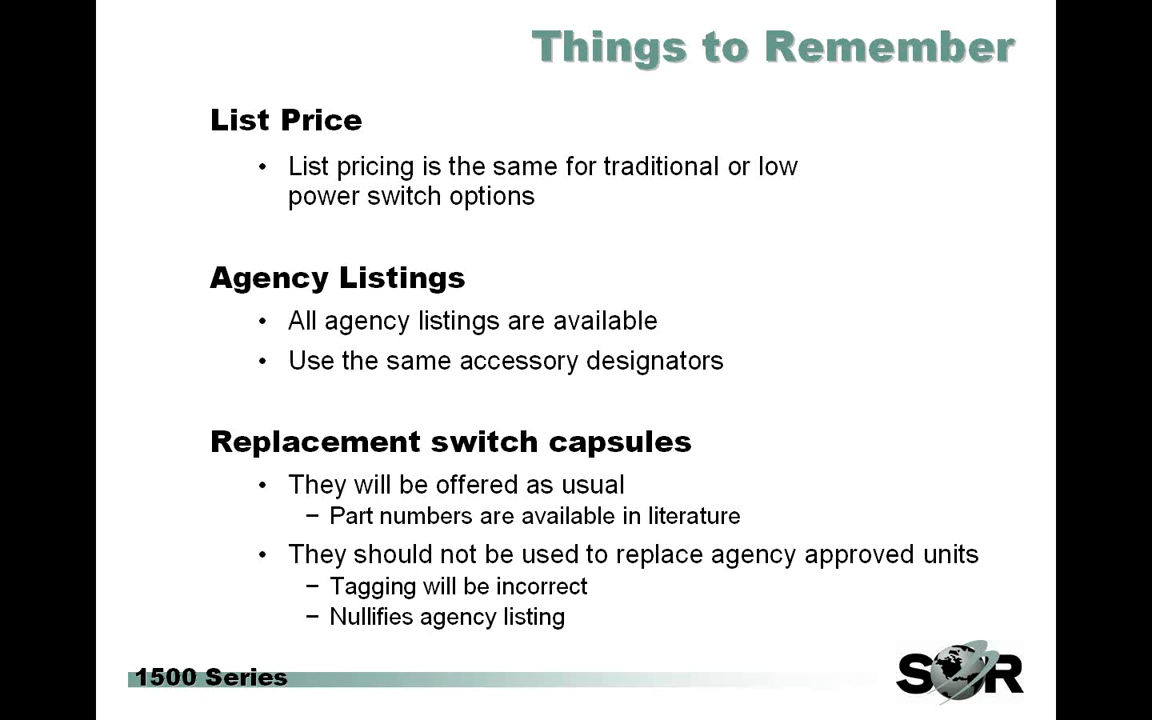 Things to Remember
List Price
• List pricing is the same for traditional or low
power switch options
Agency Listings
• All agency listings are available
• Use the same accessory designators
Replacement switch capsules
• They will be offered as usual
− Part numbers are available in literature
• They should not be used to replace agency approved units
− Tagging will be incorrect
− Nullifies agency listing
1500 Series
SOR